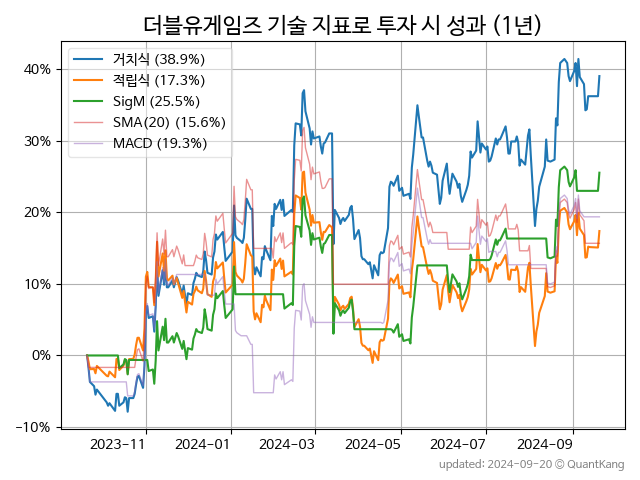 더블유게임즈 기술 지표로 투자 시 성과 (1년)
거치식 (38.9%)
적립식 (17.3%)
SigM (25.5%)
SMA(20) (15.6%)
MACD (19.3%)
40%
30%
20%
10%
0%
−10%
2023-11
2024-01
2024-03
2024-05
2024-07
2024-09
updated: 2024-09-20 © QuantKang